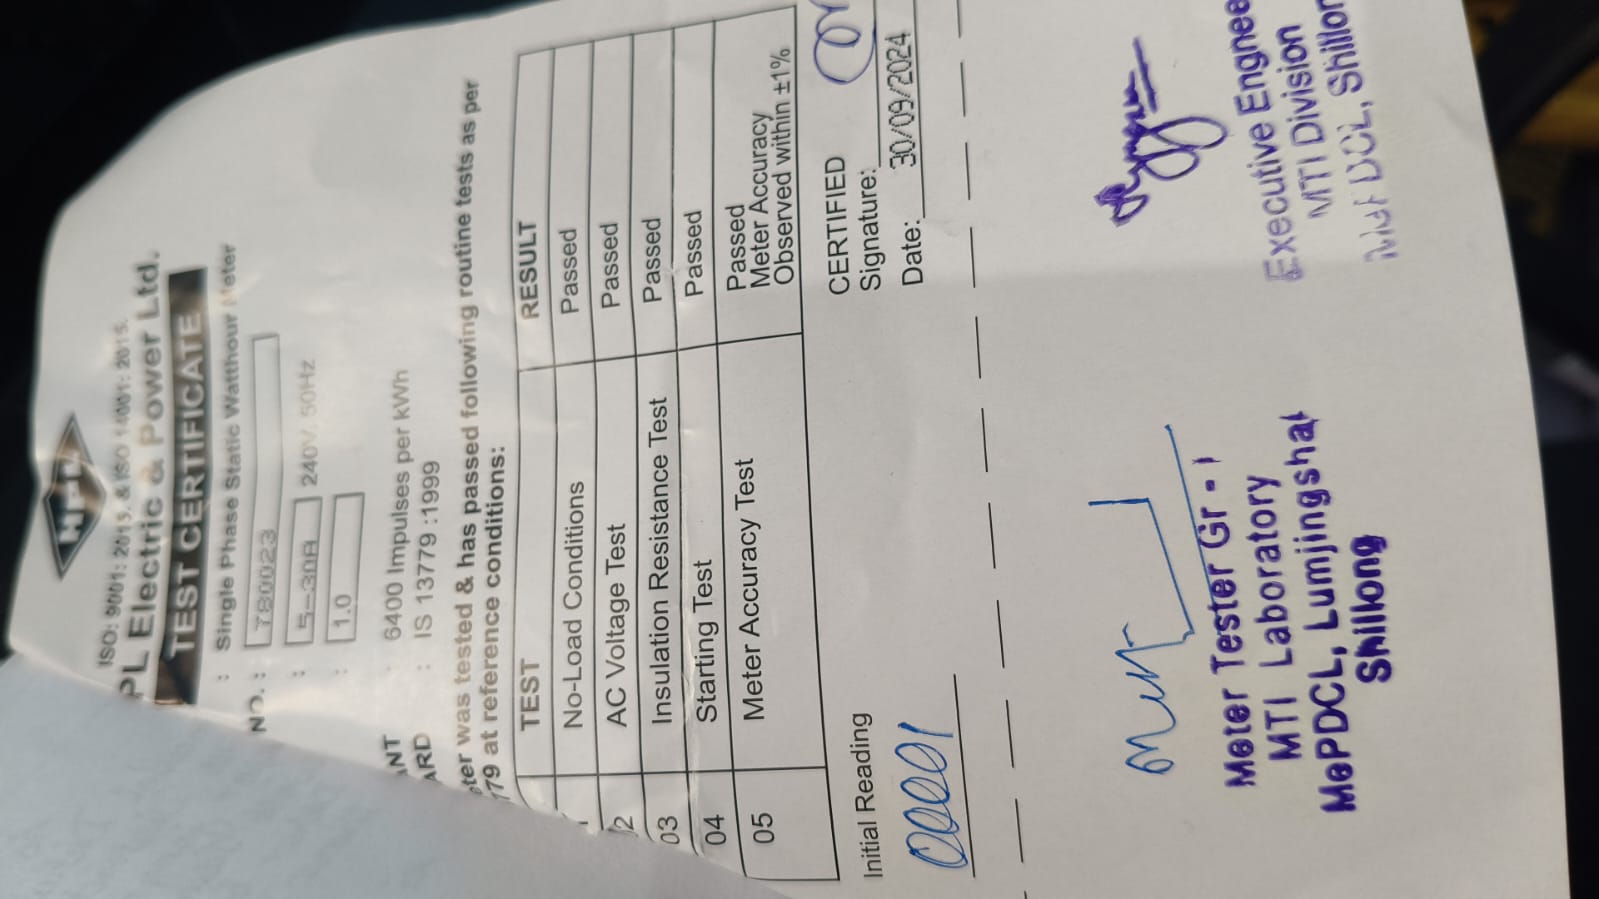 HPL
ISO: 9001: 2015. & ISO 14001: 2015.
PL Electric & Power Ltd.
TEST CERTIFICATE
: Single Phase Static Watthour Meter
NO. : T80023
: 5-30A 240V, 50Hz
: 1.0
ANT : 6400 Impulses per kWh
ARD : IS 13779 :1999
eter was tested & has passed following routine tests as per
779 at reference conditions:
TEST RESULT
No-Load Conditions Passed
02 AC Voltage Test Passed
03 Insulation Resistance Test Passed
04 Starting Test Passed
05 Meter Accuracy Test Passed
Meter Accuracy
Observed within ±1%
Initial Reading
00001
CERTIFIED
Signature:
Date: 30/09/2024
Meter Tester Gr - I
MTI Laboratory
MePDCL, Lumjingshai
Shillong
Executive Engnee
MTI Division
DCL, Shillon